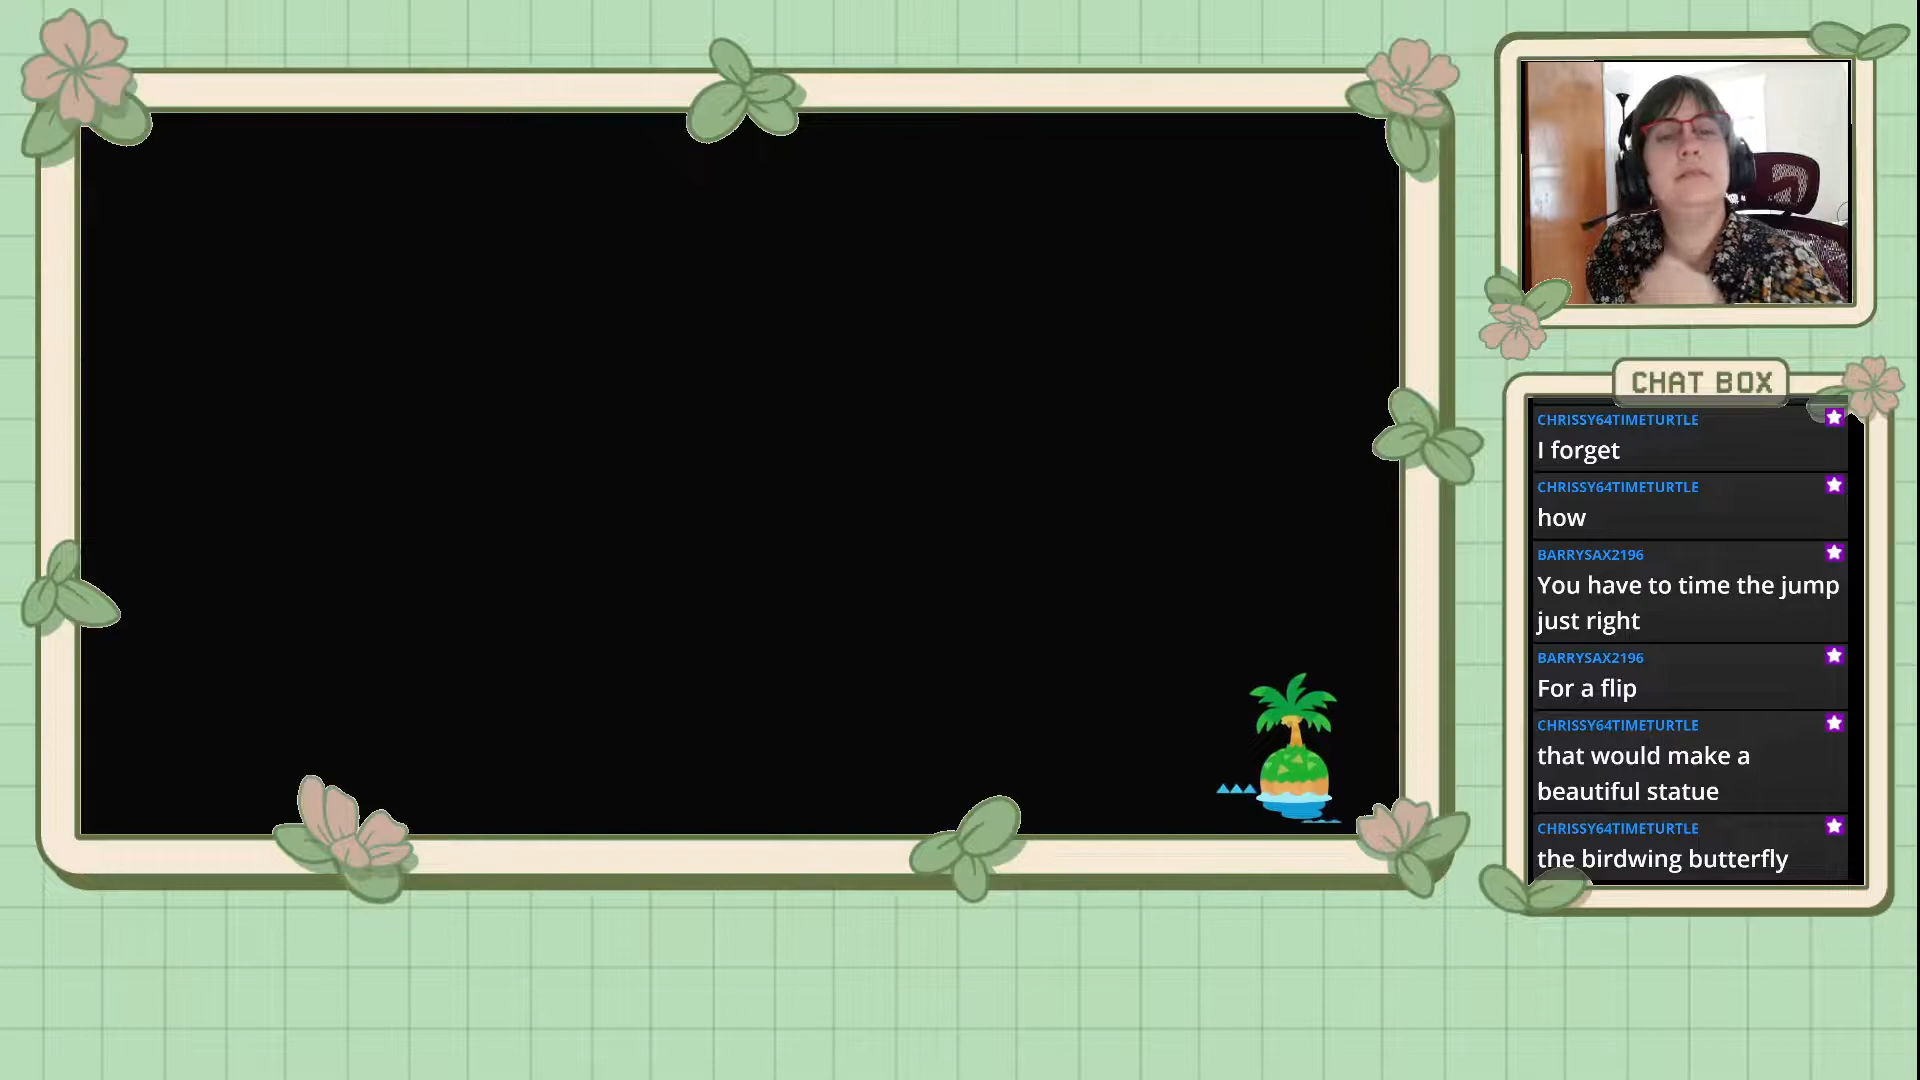 CHAT BOX
CHRISSY64TIMETURTLE
I forget
CHRISSY64TIMETURTLE
how
BARRYSAX2196
You have to time the jump
just right
BARRYSAX2196
For a flip
CHRISSY64TIMETURTLE
that would make a
beautiful statue
CHRISSY64TIMETURTLE
the birdwing butterfly